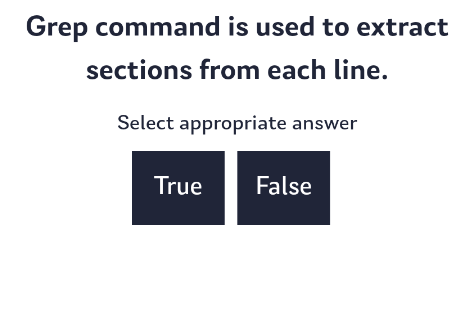 Grep command is used to extract
sections from each line.
Select appropriate answer
True False